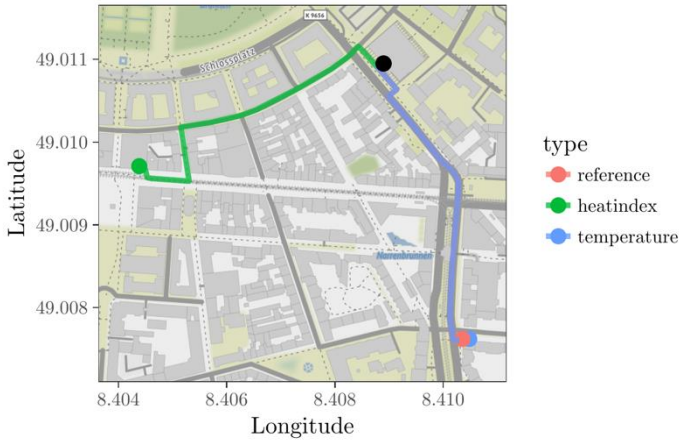 K 9656
Schlossplatz
49.011
49.010
49.009
49.008
Latitude
Narrenbrunnen
8.404
8.406
8.408
8.410
Longitude
type
reference
heatindex
temperature